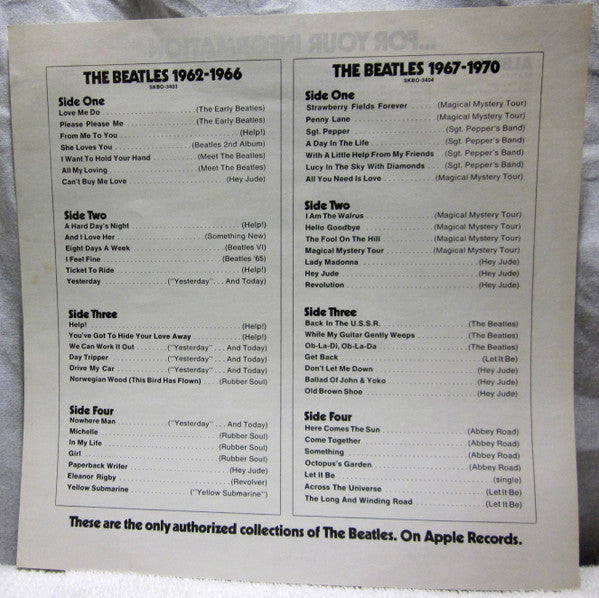 ...FOR YOUR INFORMATION
THE BEATLES 1962-1966
SKBO-3403
Side One
Love Me Do (The Early Beatles)
Please Please Me (The Early Beatles)
From Me To You (Help!)
She Loves You (Beatles 2nd Album)
I Want To Hold Your Hand (Meet The Beatles)
All My Loving (Meet The Beatles)
Can't Buy Me Love (Hey Jude)
Side Two
A Hard Day's Night (Help!)
And I Love Her (Something New)
Eight Days A Week (Beatles VI)
I Feel Fine (Beatles '65)
Ticket To Ride (Help!)
Yesterday ("Yesterday"... And Today)
Side Three
Help! (Help!)
You've Got To Hide Your Love Away (Help!)
We Can Work It Out ("Yesterday"... And Today)
Day Tripper ("Yesterday"... And Today)
Drive My Car ("Yesterday"... And Today)
Norwegian Wood (This Bird Has Flown) (Rubber Soul)
Side Four
Nowhere Man ("Yesterday"... And Today)
Michelle (Rubber Soul)
In My Life (Rubber Soul)
Girl (Rubber Soul)
Paperback Writer (Hey Jude)
Eleanor Rigby (Revolver)
Yellow Submarine ("Yellow Submarine")
THE BEATLES 1967-1970
SKBO-3404
Side One
Strawberry Fields Forever (Magical Mystery Tour)
Penny Lane (Magical Mystery Tour)
Sgt. Pepper (Sgt. Pepper's Band)
A Day In The Life (Sgt. Pepper's Band)
With A Little Help From My Friends (Sgt. Pepper's Band)
Lucy In The Sky With Diamonds (Sgt. Pepper's Band)
All You Need Is Love (Magical Mystery Tour)
Side Two
I Am The Walrus (Magical Mystery Tour)
Hello Goodbye (Magical Mystery Tour)
The Fool On The Hill (Magical Mystery Tour)
Magical Mystery Tour (Magical Mystery Tour)
Lady Madonna (Hey Jude)
Hey Jude (Hey Jude)
Revolution (Hey Jude)
Side Three
Back In The U.S.S.R. (The Beatles)
While My Guitar Gently Weeps (The Beatles)
Ob-La-Di, Ob-La-Da (The Beatles)
Get Back (Let It Be)
Don't Let Me Down (Hey Jude)
Ballad Of John & Yoko (Hey Jude)
Old Brown Shoe (Hey Jude)
Side Four
Here Comes The Sun (Abbey Road)
Come Together (Abbey Road)
Something (Abbey Road)
Octopus's Garden (Abbey Road)
Let It Be (single)
Across The Universe (Let It Be)
The Long And Winding Road (Let It Be)
These are the only authorized collections of The Beatles. On Apple Records.